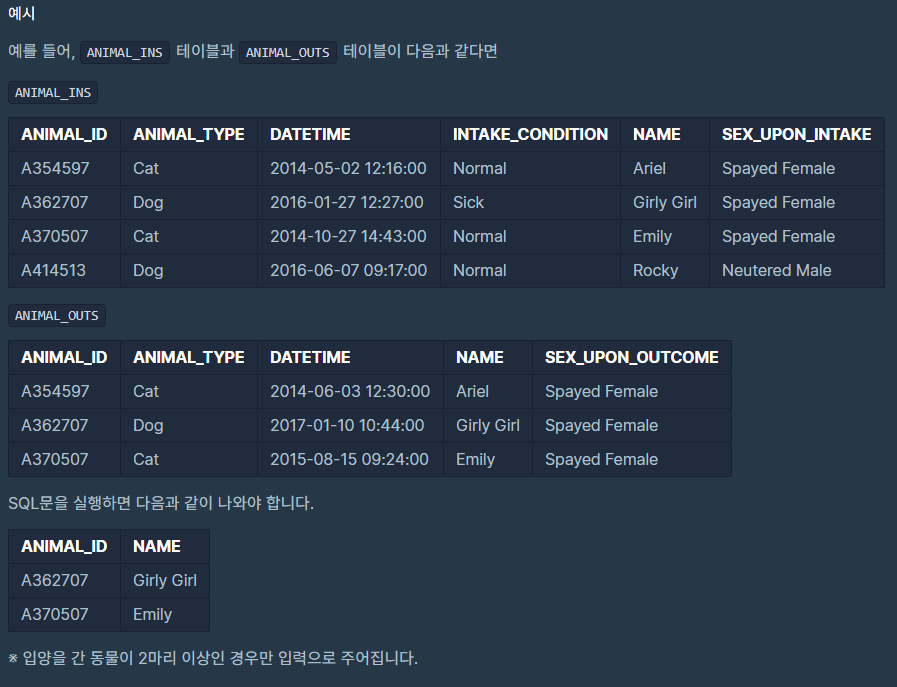 예시
예를 들어, ANIMAL_INS 테이블과 ANIMAL_OUTS 테이블이 다음과 같다면
ANIMAL_INS
ANIMAL_ID ANIMAL_TYPE DATETIME INTAKE_CONDITION NAME SEX_UPON_INTAKE
A354597 Cat 2014-05-02 12:16:00 Normal Ariel Spayed Female
A362707 Dog 2016-01-27 12:27:00 Sick Girly Girl Spayed Female
A370507 Cat 2014-10-27 14:43:00 Normal Emily Spayed Female
A414513 Dog 2016-06-07 09:17:00 Normal Rocky Neutered Male
ANIMAL_OUTS
ANIMAL_ID ANIMAL_TYPE DATETIME NAME SEX_UPON_OUTCOME
A354597 Cat 2014-06-03 12:30:00 Ariel Spayed Female
A362707 Dog 2017-01-10 10:44:00 Girly Girl Spayed Female
A370507 Cat 2015-08-15 09:24:00 Emily Spayed Female
SQL문을 실행하면 다음과 같이 나와야 합니다.
ANIMAL_ID NAME
A362707 Girly Girl
A370507 Emily
※ 입양을 간 동물이 2마리 이상인 경우만 입력으로 주어집니다.